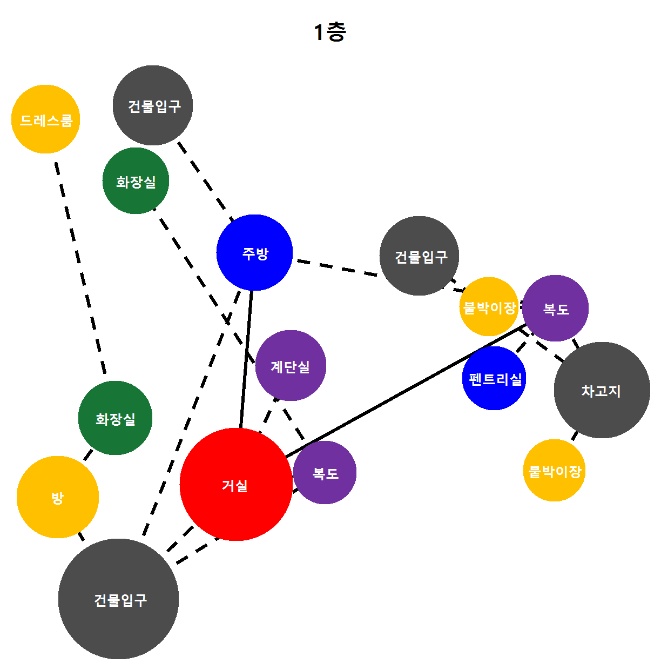 1층
드레스룸
건물입구
화장실
주방
건물입구
붙박이장
복도
계단실
펜트리실
차고지
화장실
거실
복도
붙박이장
방
건물입구